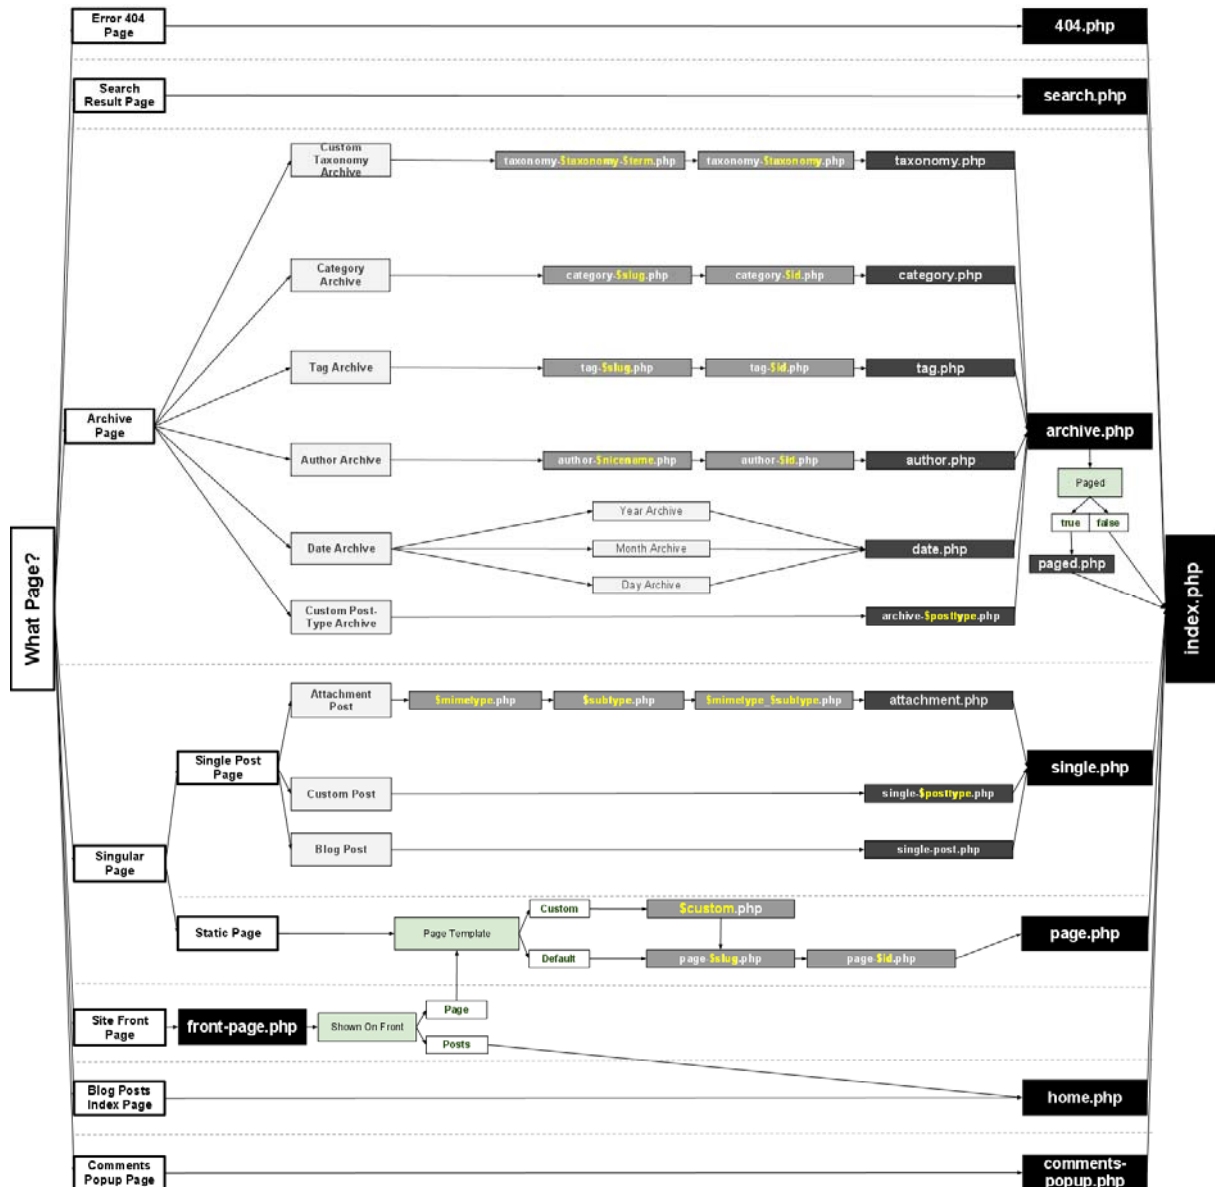 Error 404
Page
404.php
Search
Result Page
search.php
Custom
Taxonomy
Archive
taxonomy-$taxonomy-$term.php
taxonomy-$taxonomy.php
taxonomy.php
Category
Archive
category-$slug.php
category-$id.php
category.php
Tag Archive
tag-$slug.php
tag-$id.php
tag.php
Archive
Page
archive.php
Author Archive
author-$nicename.php
author-$id.php
author.php
Paged
true
false
paged.php
Year Archive
Date Archive
Month Archive
date.php
Day Archive
Custom Post-
Type Archive
archive-$posttype.php
What Page?
index.php
Attachment
Post
$mimetype.php
$subtype.php
$mimetype_$subtype.php
attachment.php
Single Post
Page
single.php
Custom Post
single-$posttype.php
Blog Post
single-post.php
Singular
Page
Static Page
Page Template
Custom
$custom.php
Default
page-$slug.php
page-$id.php
page.php
Site Front
Page
front-page.php
Shown On Front
Page
Posts
Blog Posts
Index Page
home.php
Comments
Popup Page
comments-
popup.php